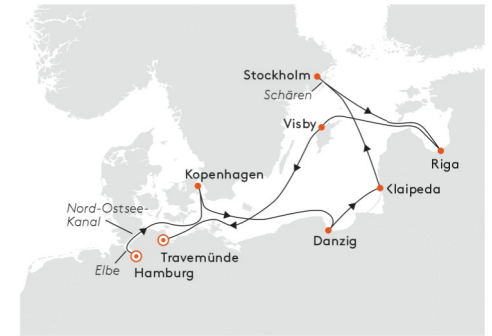 Stockholm
Schären
Visby
Riga
Kopenhagen
Klaipeda
Nord-Ostsee-
Kanal
Danzig
Travemünde
Elbe
Hamburg